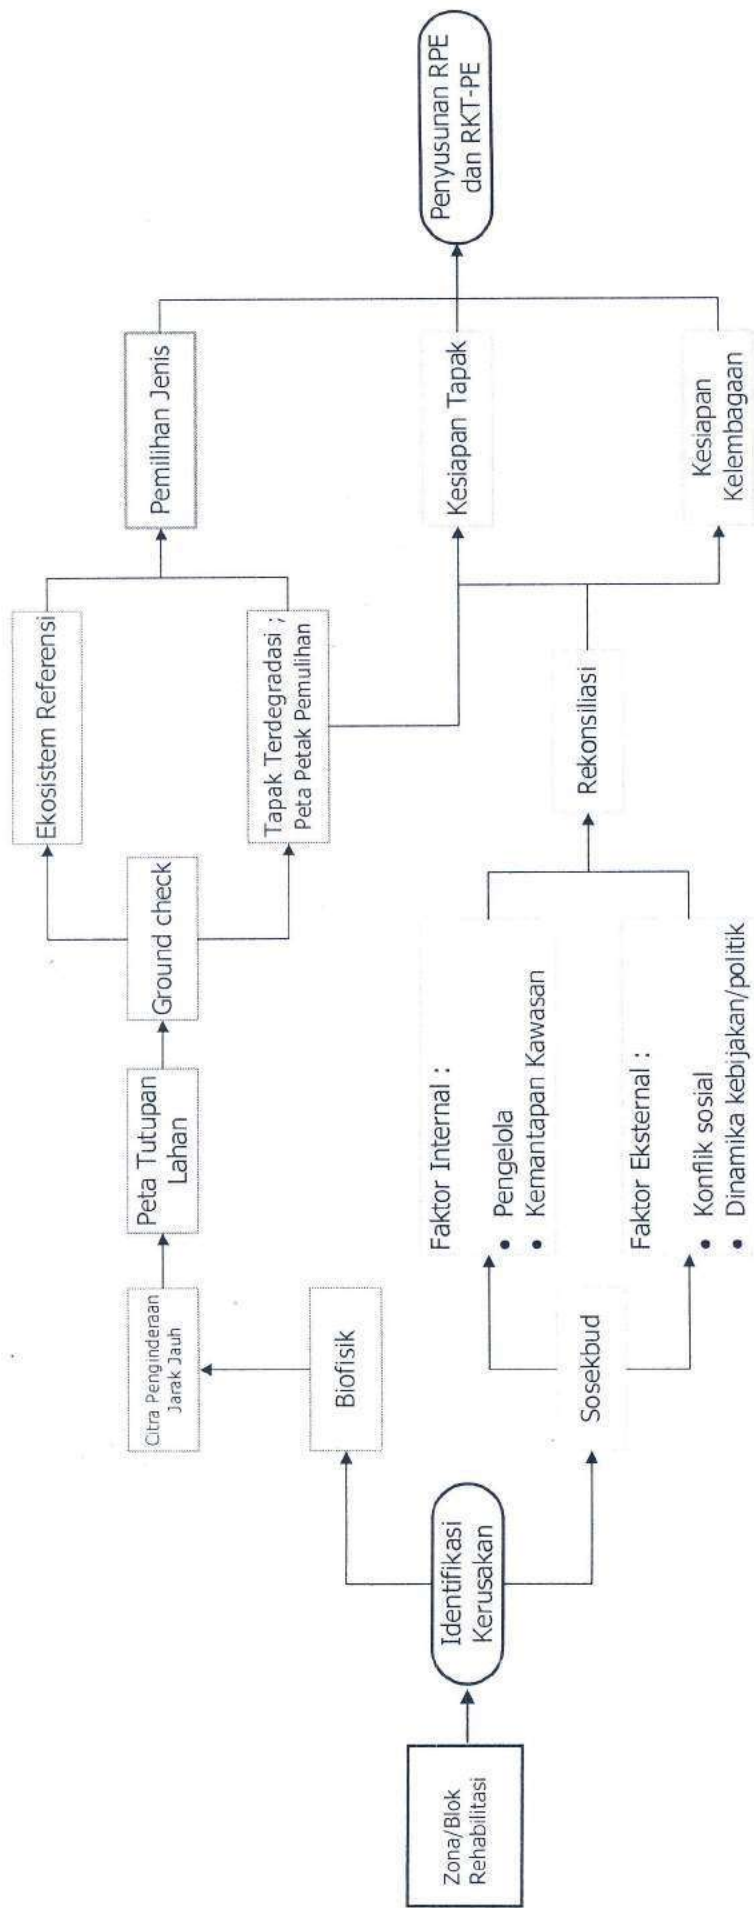 Zona/Blok
Rehabilitasi
Identifikasi
Kerusakan
Biofisik
Citra Penginderaan
Jarak Jauh
Peta Tutupan
Lahan
Ground check
Ekosistem Referensi
Tapak Terdegradasi ;
Peta Petak Pemulihan
Pemilihan Jenis
Sosekbud
Faktor Internal :
• Pengelola
• Kemantapan Kawasan
Faktor Eksternal :
• Konflik sosial
• Dinamika kebijakan/politik
Rekonsiliasi
Kesiapan Tapak
Kesiapan
Kelembagaan
Penyusunan RPE
dan RKT-PE